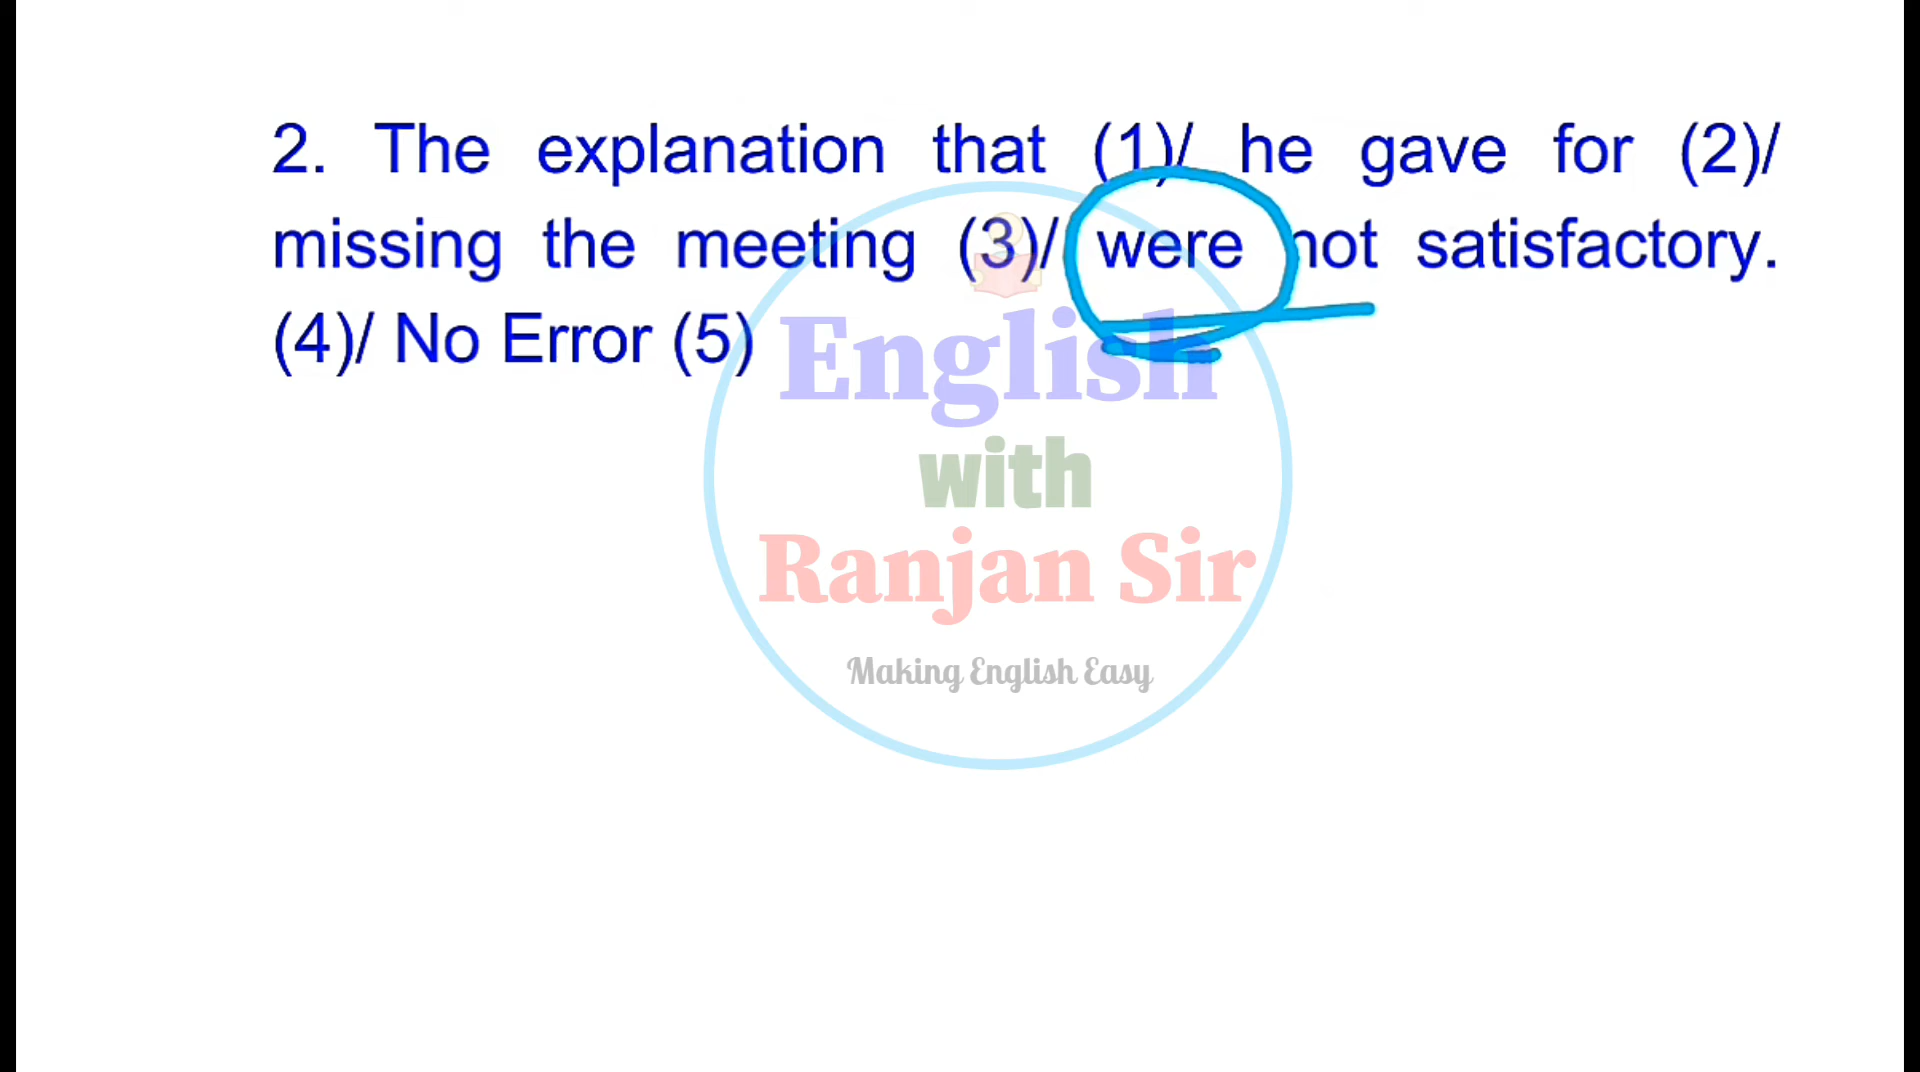 2. The explanation that (1)/ he gave for (2)/
missing the meeting (3)/ were not satisfactory.
(4)/ No Error (5)
English
with
Ranjan Sir
Making English Easy